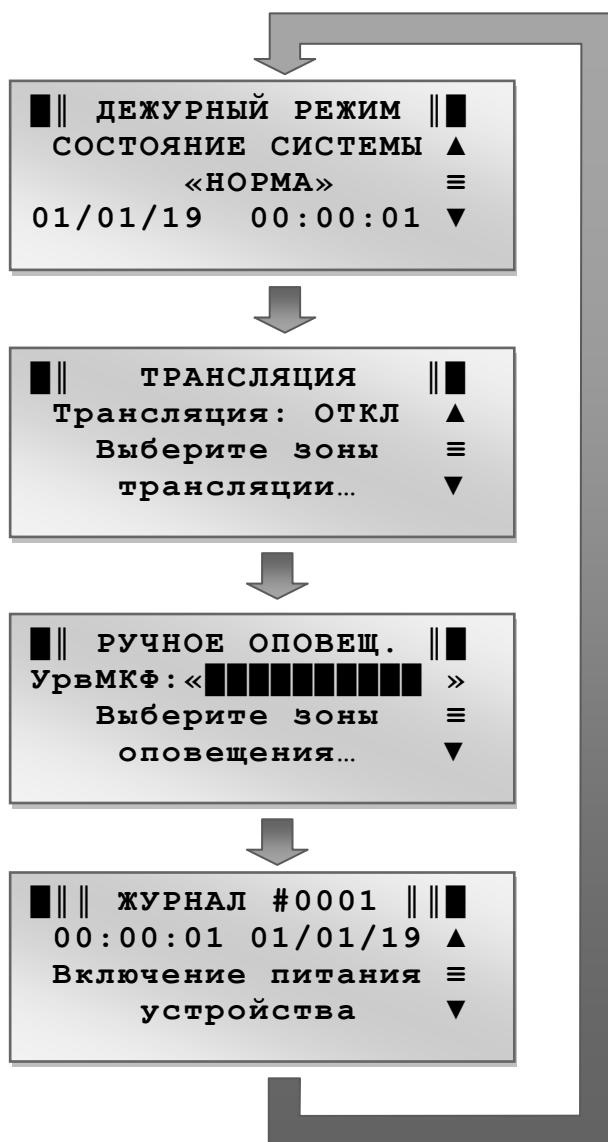 █║ ДЕЖУРНЫЙ РЕЖИМ ║█
СОСТОЯНИЕ СИСТЕМЫ ▲
«НОРМА» ≡
01/01/19 00:00:01 ▼
█║ ТРАНСЛЯЦИЯ ║█
Трансляция: ОТКЛ ▲
Выберите зоны ≡
трансляции… ▼
█║ РУЧНОЕ ОПОВЕЩ. ║█
УрвМКФ:«██████████ »
Выберите зоны ≡
оповещения… ▼
█║║ ЖУРНАЛ #0001 ║║█
00:00:01 01/01/19 ▲
Включение питания ≡
устройства ▼